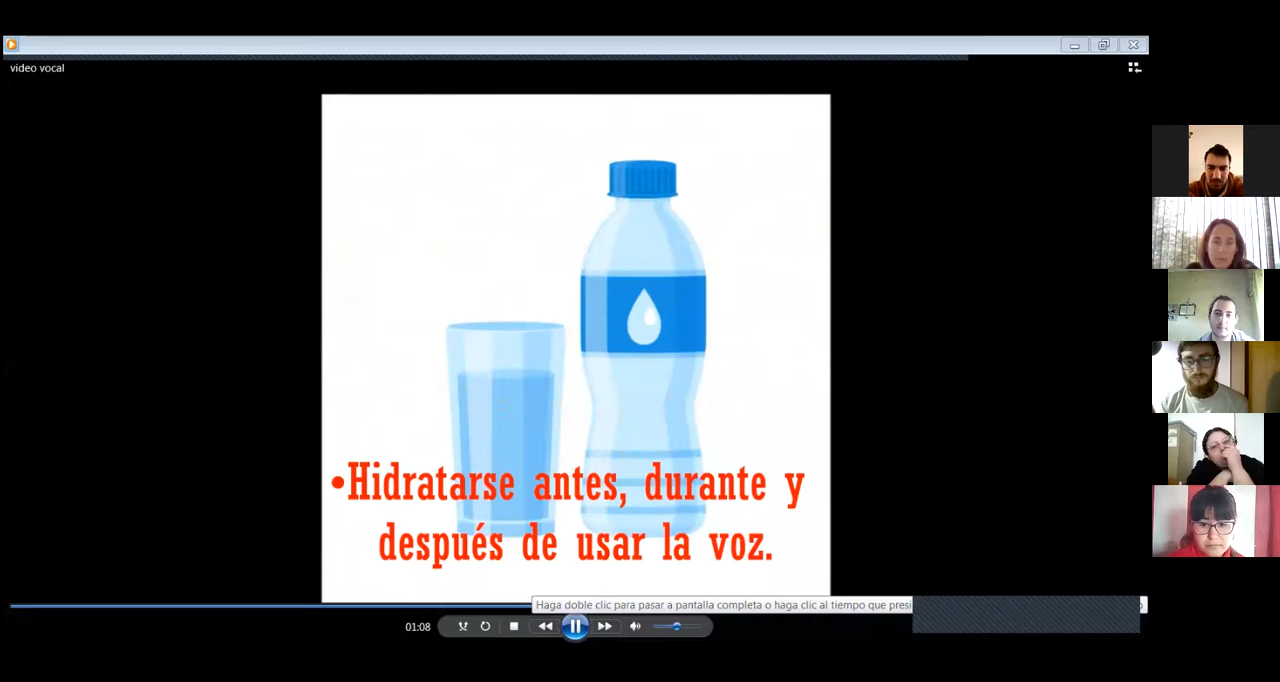 video vocal
•Hidratarse antes, durante y
después de usar la voz.
Haga doble clic para pasar a pantalla completa o haga clic al tiempo que presi
01:08